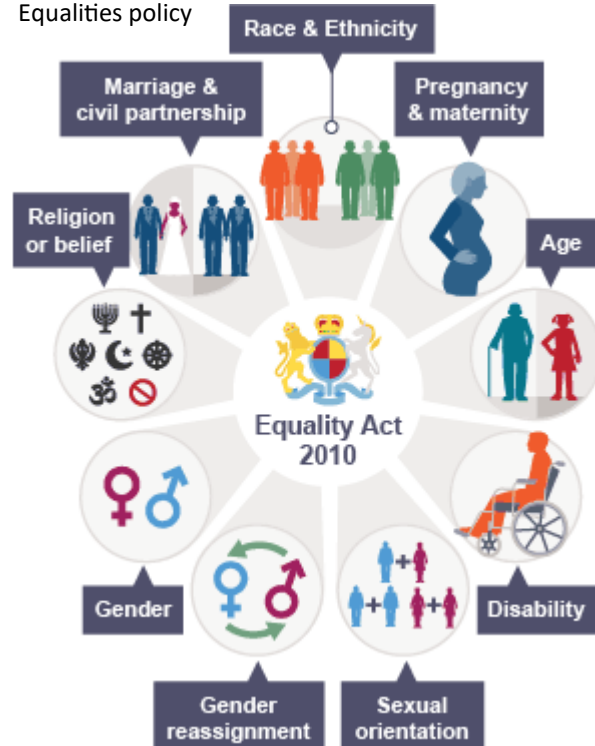 Equalities policy
Race & Ethnicity
Marriage &
civil partnership
Pregnancy
& maternity
Religion
or belief
Age
Equality Act
2010
Gender
Disability
Gender
reassignment
Sexual
orientation